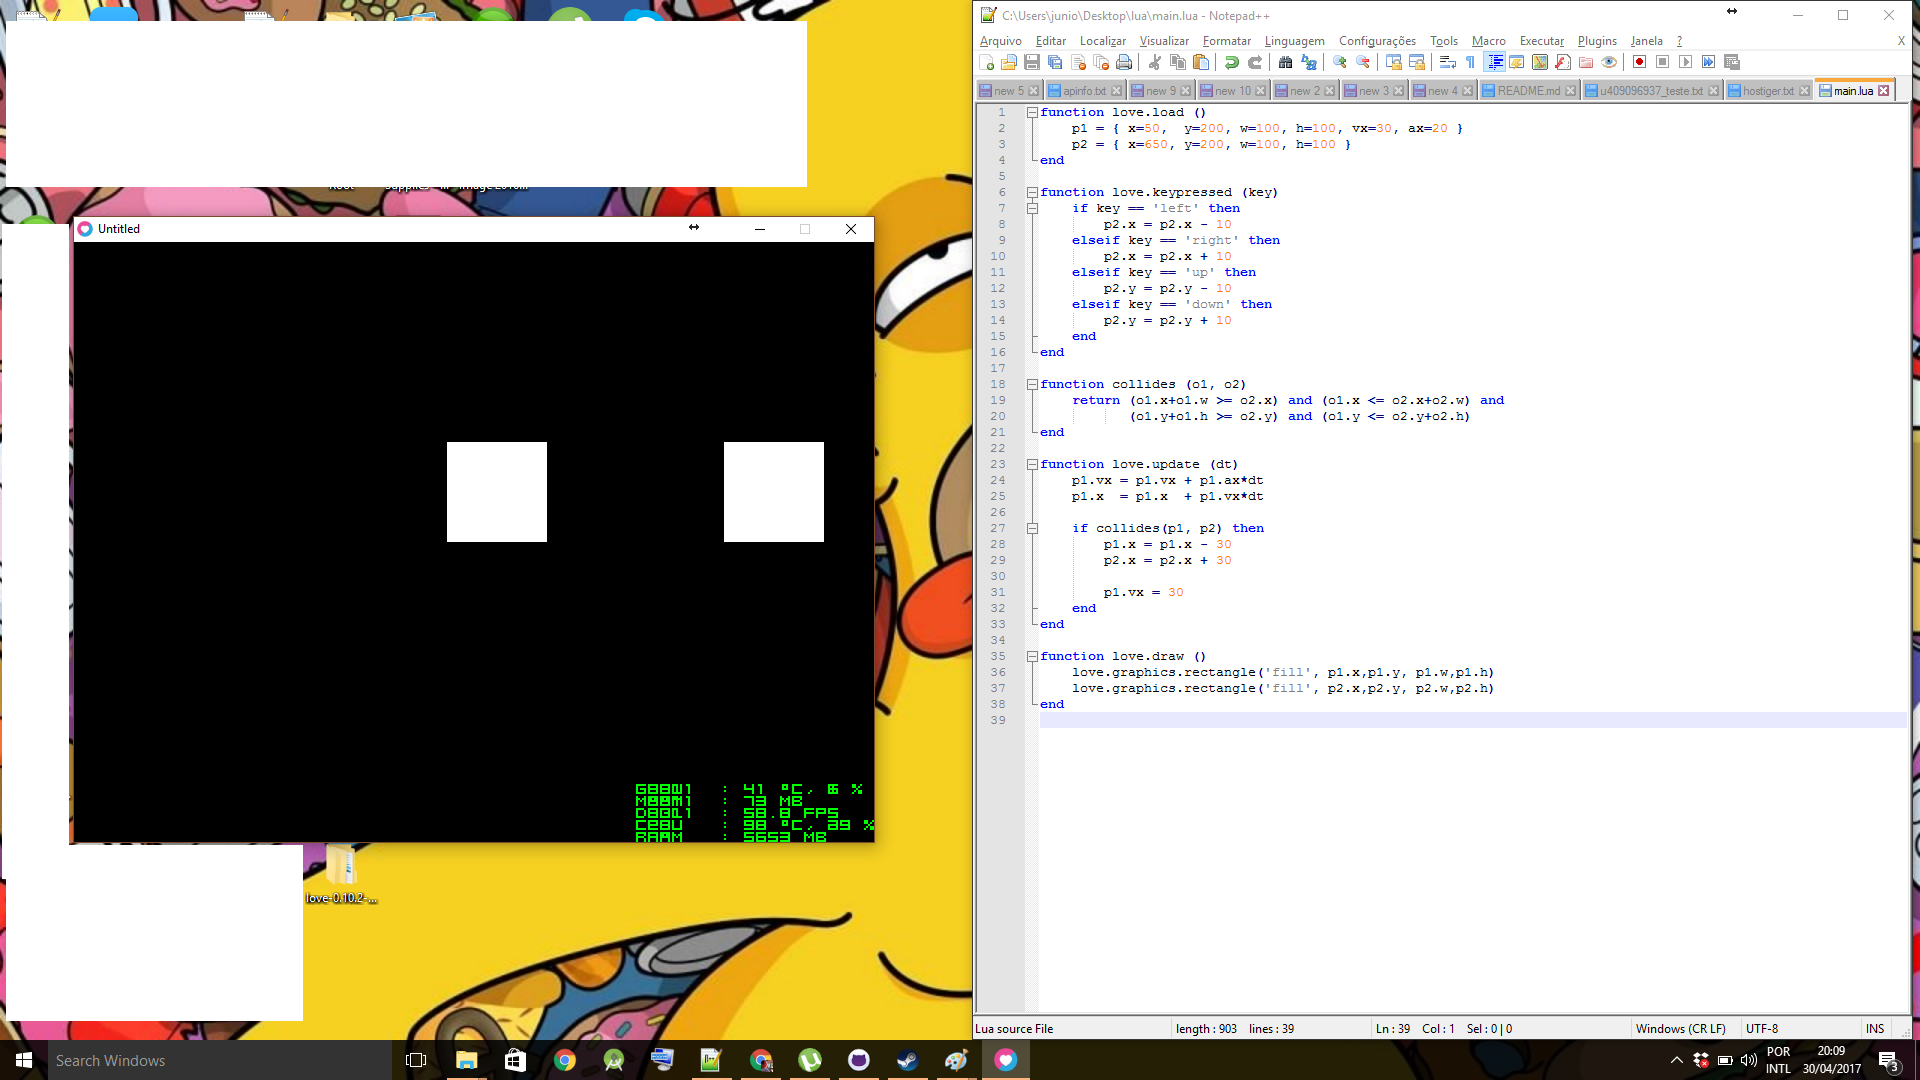 Untitled
: 41 °C, 6 %
: 73 MB
: 58.8 FPS
: 98 °C, 39 %
: 5653 MB
love-0.10.2-...
C:\Users\junio\Desktop\lua\main.lua - Notepad++
Arquivo Editar Localizar Visualizar Formatar Linguagem Configurações Tools Macro Executar Plugins Janela ? X
new 5 apinfo.txt new 9 new 10 new 2 new 3 new 4 README.md u409096937_teste.txt hostiger.txt main.lua
1 function love.load ()
2 p1 = { x=50, y=200, w=100, h=100, vx=30, ax=20 }
3 p2 = { x=650, y=200, w=100, h=100 }
4 end
5
6 function love.keypressed (key)
7 if key == 'left' then
8 p2.x = p2.x - 10
9 elseif key == 'right' then
10 p2.x = p2.x + 10
11 elseif key == 'up' then
12 p2.y = p2.y - 10
13 elseif key == 'down' then
14 p2.y = p2.y + 10
15 end
16 end
17
18 function collides (o1, o2)
19 return (o1.x+o1.w >= o2.x) and (o1.x <= o2.x+o2.w) and
20 (o1.y+o1.h >= o2.y) and (o1.y <= o2.y+o2.h)
21 end
22
23 function love.update (dt)
24 p1.vx = p1.vx + p1.ax*dt
25 p1.x = p1.x + p1.vx*dt
26
27 if collides(p1, p2) then
28 p1.x = p1.x - 30
29 p2.x = p2.x + 30
30
31 p1.vx = 30
32 end
33 end
34
35 function love.draw ()
36 love.graphics.rectangle('fill', p1.x,p1.y, p1.w,p1.h)
37 love.graphics.rectangle('fill', p2.x,p2.y, p2.w,p2.h)
38 end
39
Lua source File length : 903 lines : 39 Ln : 39 Col : 1 Sel : 0 | 0 Windows (CR LF) UTF-8 INS
Search Windows
POR
INTL
20:09
30/04/2017
3